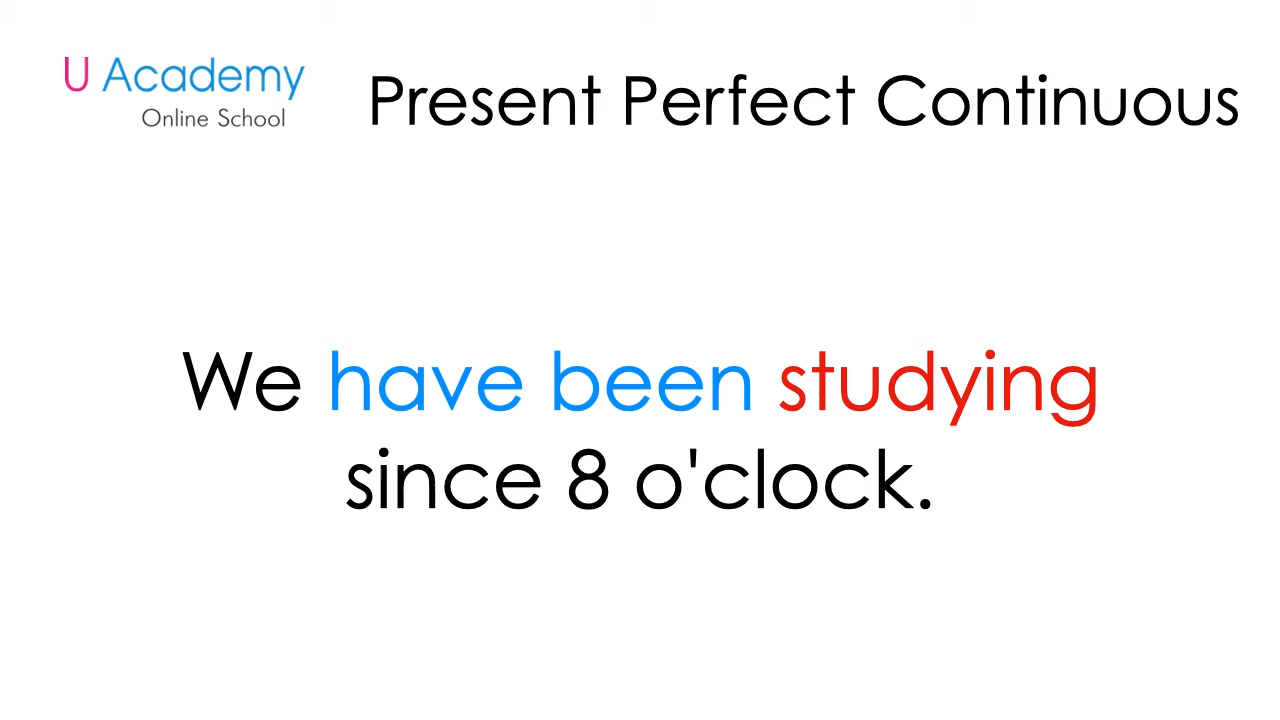 U Academy
Online School
Present Perfect Continuous
We have been studying
since 8 o'clock.